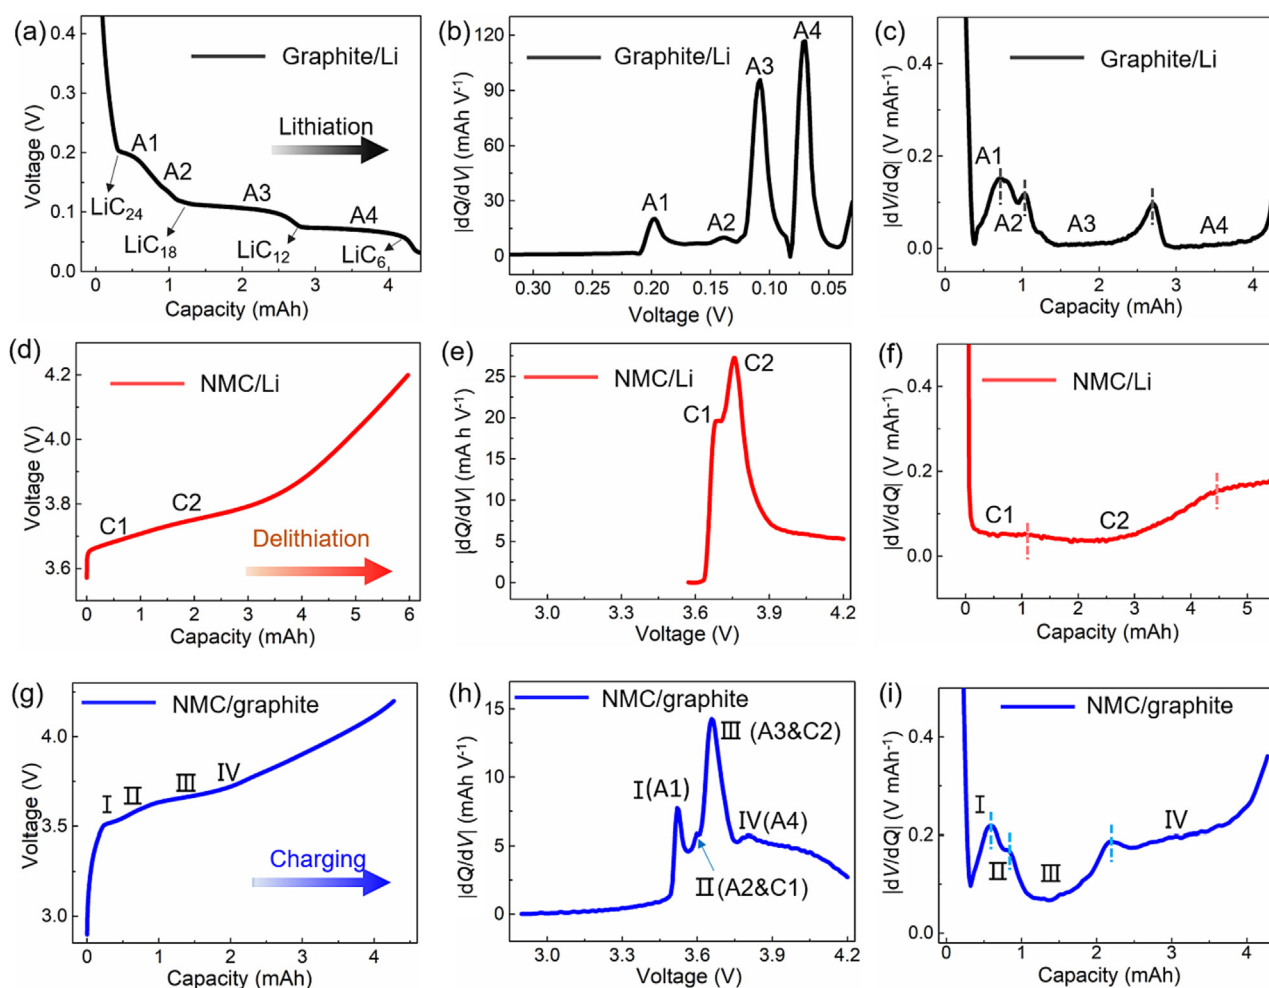 (a)
Graphite/Li
Lithiation
A1
A2
A3
A4
LiC24
LiC18
LiC12
LiC6
Voltage (V)
0.4
0.3
0.2
0.1
0.0
0 1 2 3 4
Capacity (mAh)
(b)
Graphite/Li
A1
A2
A3
A4
|dQ/dV| (mAh V⁻¹)
120
90
60
30
0
0.30 0.25 0.20 0.15 0.10 0.05
Voltage (V)
(c)
Graphite/Li
A1
A2
A3
A4
|dV/dQ| (V mAh⁻¹)
0.4
0.2
0.0
0 1 2 3 4
Capacity (mAh)
(d)
NMC/Li
C1
C2
Delithiation
Voltage (V)
4.2
4.0
3.8
3.6
0 1 2 3 4 5 6
Capacity (mAh)
(e)
NMC/Li
C1
C2
|dQ/dV| (mA h V⁻¹)
25
20
15
10
5
0
3.0 3.3 3.6 3.9 4.2
Voltage (V)
(f)
NMC/Li
C1
C2
|dV/dQ| (V mAh⁻¹)
0.4
0.2
0.0
0 1 2 3 4 5
Capacity (mAh)
(g)
NMC/graphite
I
II
III
IV
Charging
Voltage (V)
4.0
3.5
3.0
0 1 2 3 4
Capacity (mAh)
(h)
NMC/graphite
I(A1)
II(A2&C1)
III (A3&C2)
IV(A4)
|dQ/dV| (mAh V⁻¹)
15
10
5
0
3.0 3.3 3.6 3.9 4.2
Voltage (V)
(i)
NMC/graphite
I
II
III
IV
|dV/dQ| (V mAh⁻¹)
0.4
0.2
0.0
0 1 2 3 4
Capacity (mAh)